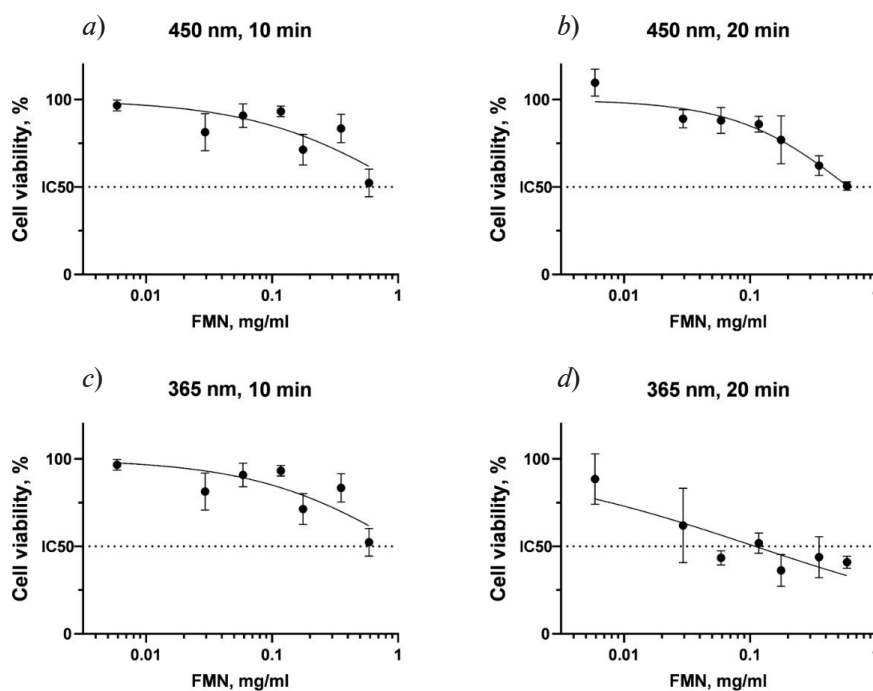 a)
450 nm, 10 min
Cell viability, %
100
IC50
0
0.01
0.1
1
FMN, mg/ml
b)
450 nm, 20 min
Cell viability, %
100
IC50
0
0.01
0.1
1
FMN, mg/ml
c)
365 nm, 10 min
Cell viability, %
100
IC50
0
0.01
0.1
1
FMN, mg/ml
d)
365 nm, 20 min
Cell viability, %
100
IC50
0
0.01
0.1
1
FMN, mg/ml